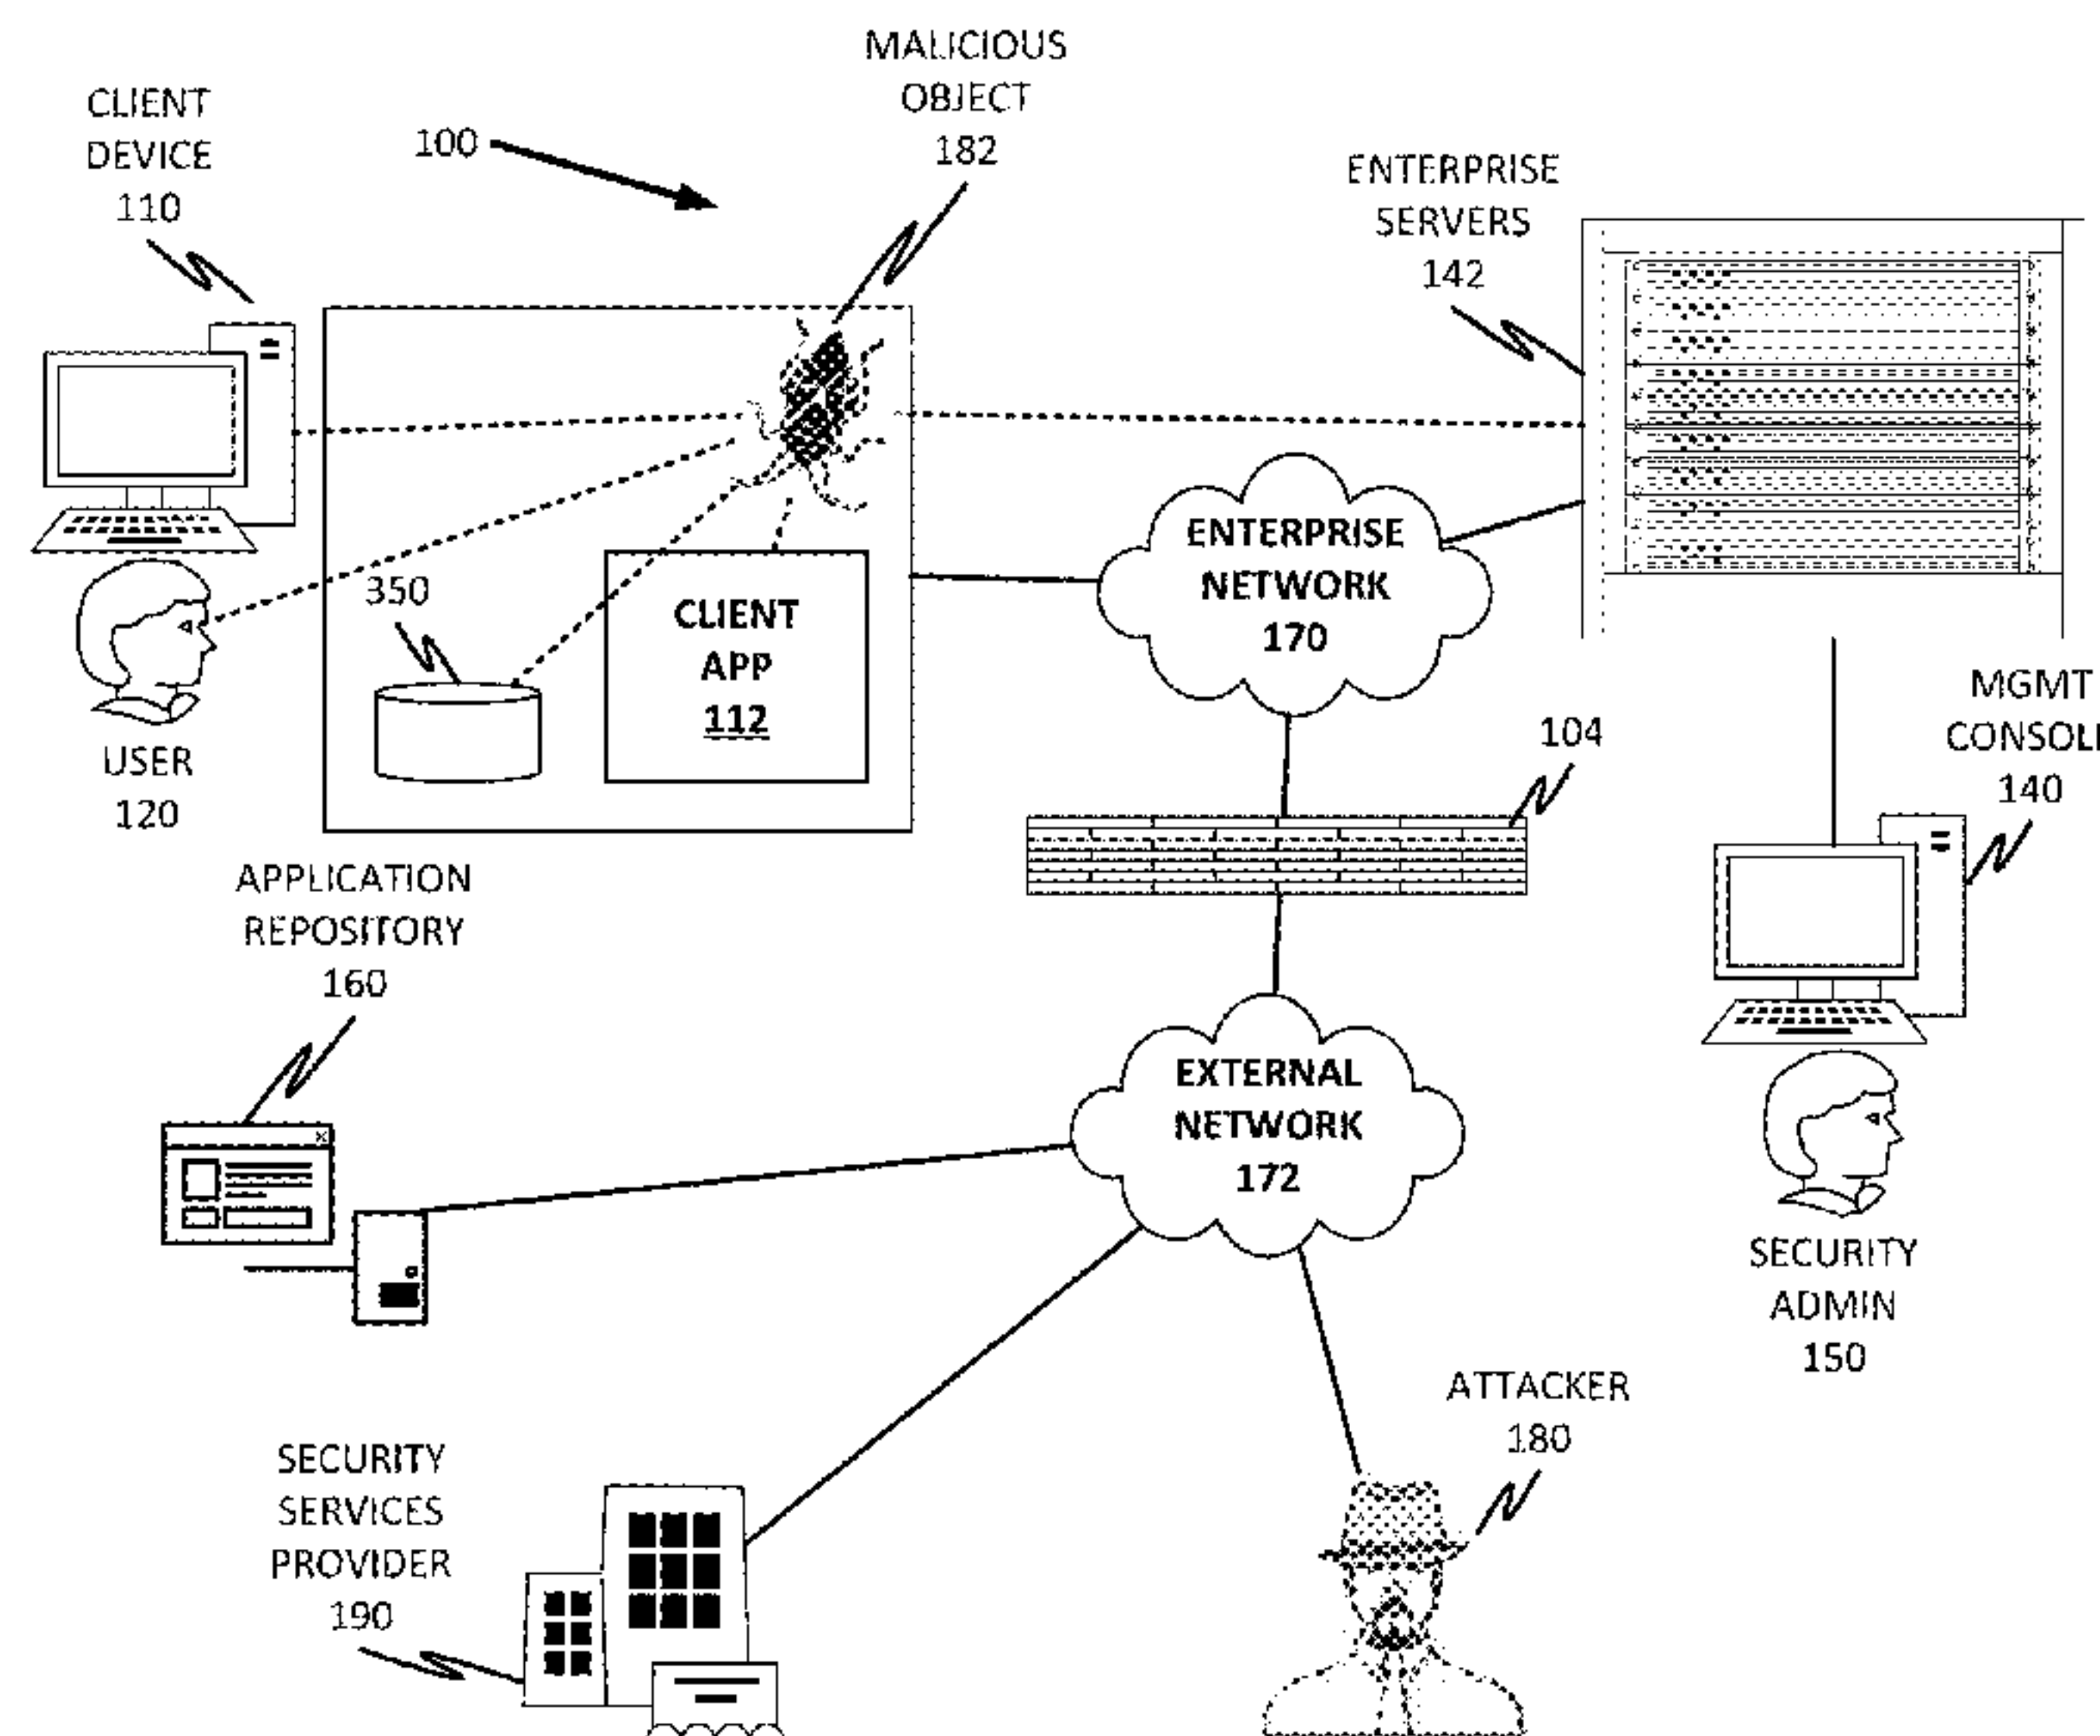 MALICIOUS
OBJECT
182
CLIENT
DEVICE
110
100
ENTERPRISE
SERVERS
142
350
CLIENT
APP
112
ENTERPRISE
NETWORK
170
USER
120
104
MGMT
CONSOLE
140
APPLICATION
REPOSITORY
160
EXTERNAL
NETWORK
172
SECURITY
ADMIN
150
ATTACKER
180
SECURITY
SERVICES
PROVIDER
190